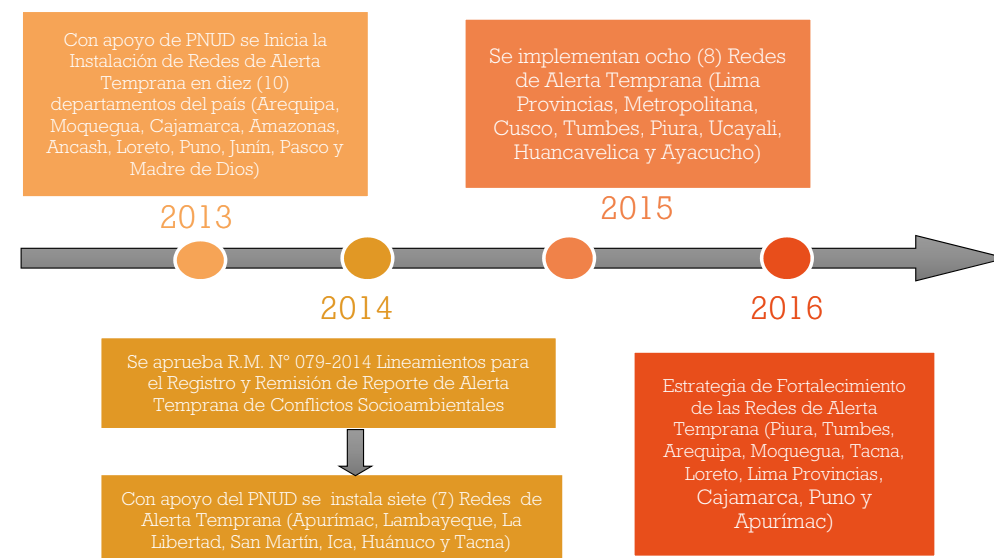 Con apoyo de PNUD se Inicia la
Instalación de Redes de Alerta
Temprana en diez (10)
departamentos del país (Arequipa,
Moquegua, Cajamarca, Amazonas,
Ancash, Loreto, Puno, Junín, Pasco y
Madre de Dios)
2013
Se aprueba R.M. N° 079-2014 Lineamientos para
el Registro y Remisión de Reporte de Alerta
Temprana de Conflictos Socioambientales
2014
Con apoyo del PNUD se instala siete (7) Redes de
Alerta Temprana (Apurímac, Lambayeque, La
Libertad, San Martín, Ica, Huánuco y Tacna)
Se implementan ocho (8) Redes
de Alerta Temprana (Lima
Provincias, Metropolitana,
Cusco, Tumbes, Piura, Ucayali,
Huancavelica y Ayacucho)
2015
2016
Estrategia de Fortalecimiento
de las Redes de Alerta
Temprana (Piura, Tumbes,
Arequipa, Moquegua, Tacna,
Loreto, Lima Provincias,
Cajamarca, Puno y
Apurímac)